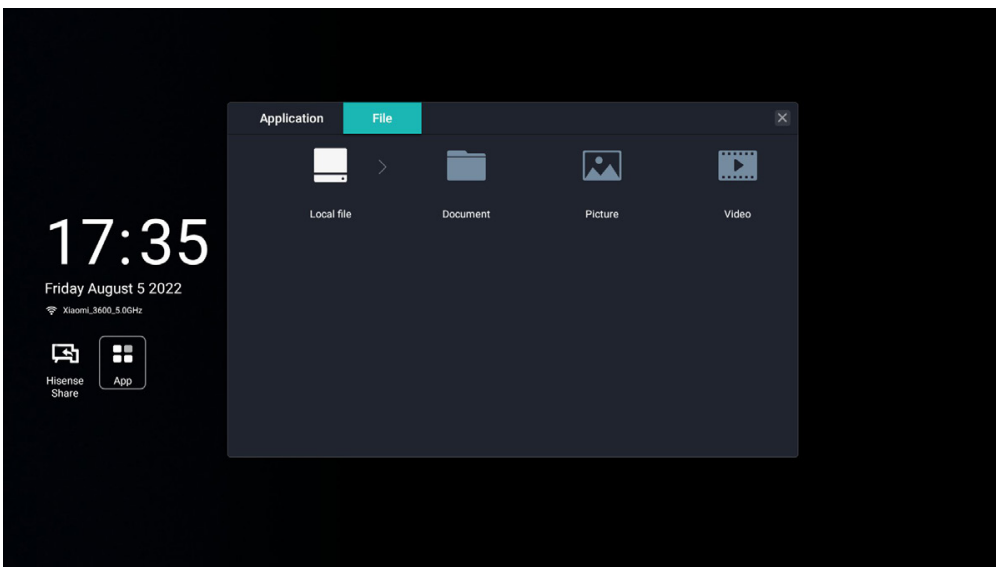 Application File
Local file Document Picture Video
17:35
Friday August 5 2022
Xiaomi_3600_5.0GHz
Hisense
Share
App